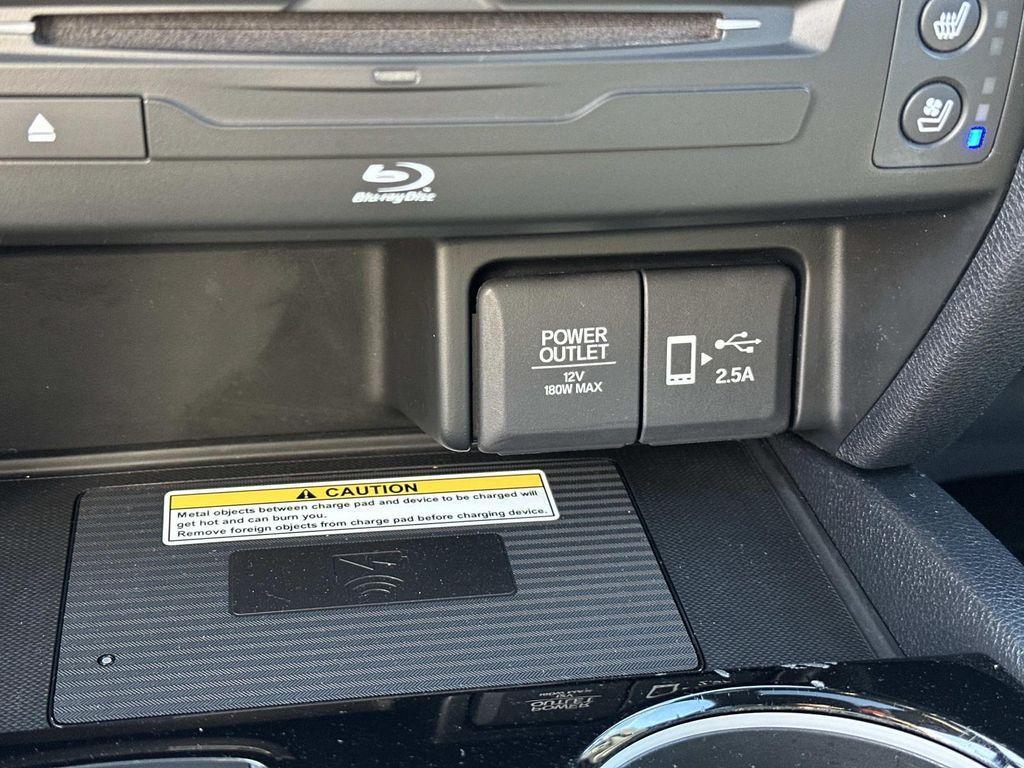 Blu-ray Disc
POWER
OUTLET
12V
180W MAX
2.5A
CAUTION
Metal objects between charge pad and device to be charged will
get hot and can burn you.
Remove foreign objects from charge pad before charging device.